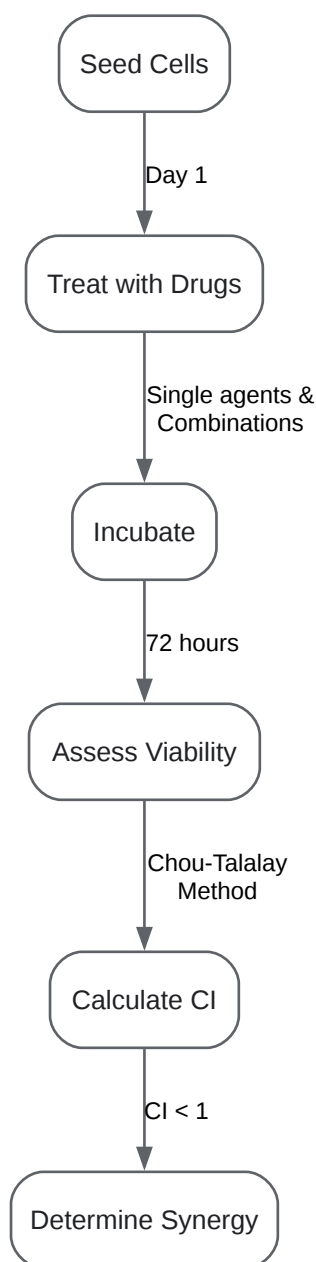 Seed Cells
Day 1
Treat with Drugs
Single agents &
Combinations
Incubate
72 hours
Assess Viability
Chou-Talalay
Method
Calculate CI
CI < 1
Determine Synergy